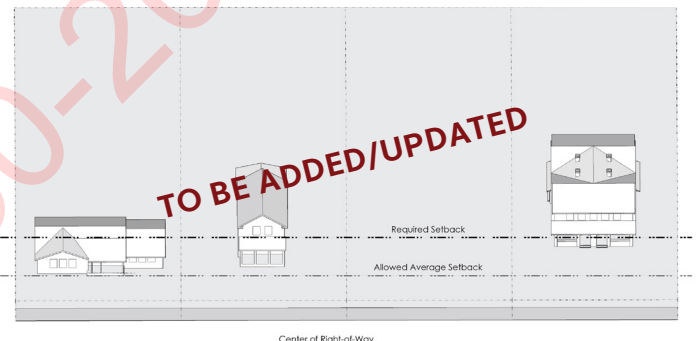 TO BE ADDED/UPDATED
Required Setback
Allowed Average Setback
Center of Right-of-Way